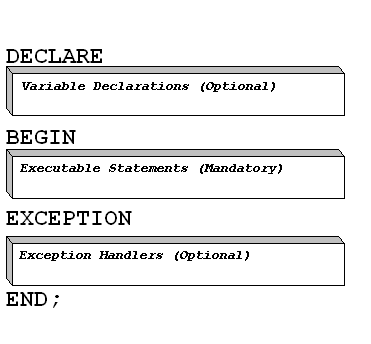 DECLARE
Variable Declarations (Optional)
BEGIN
Executable Statements (Mandatory)
EXCEPTION
Exception Handlers (Optional)
END;